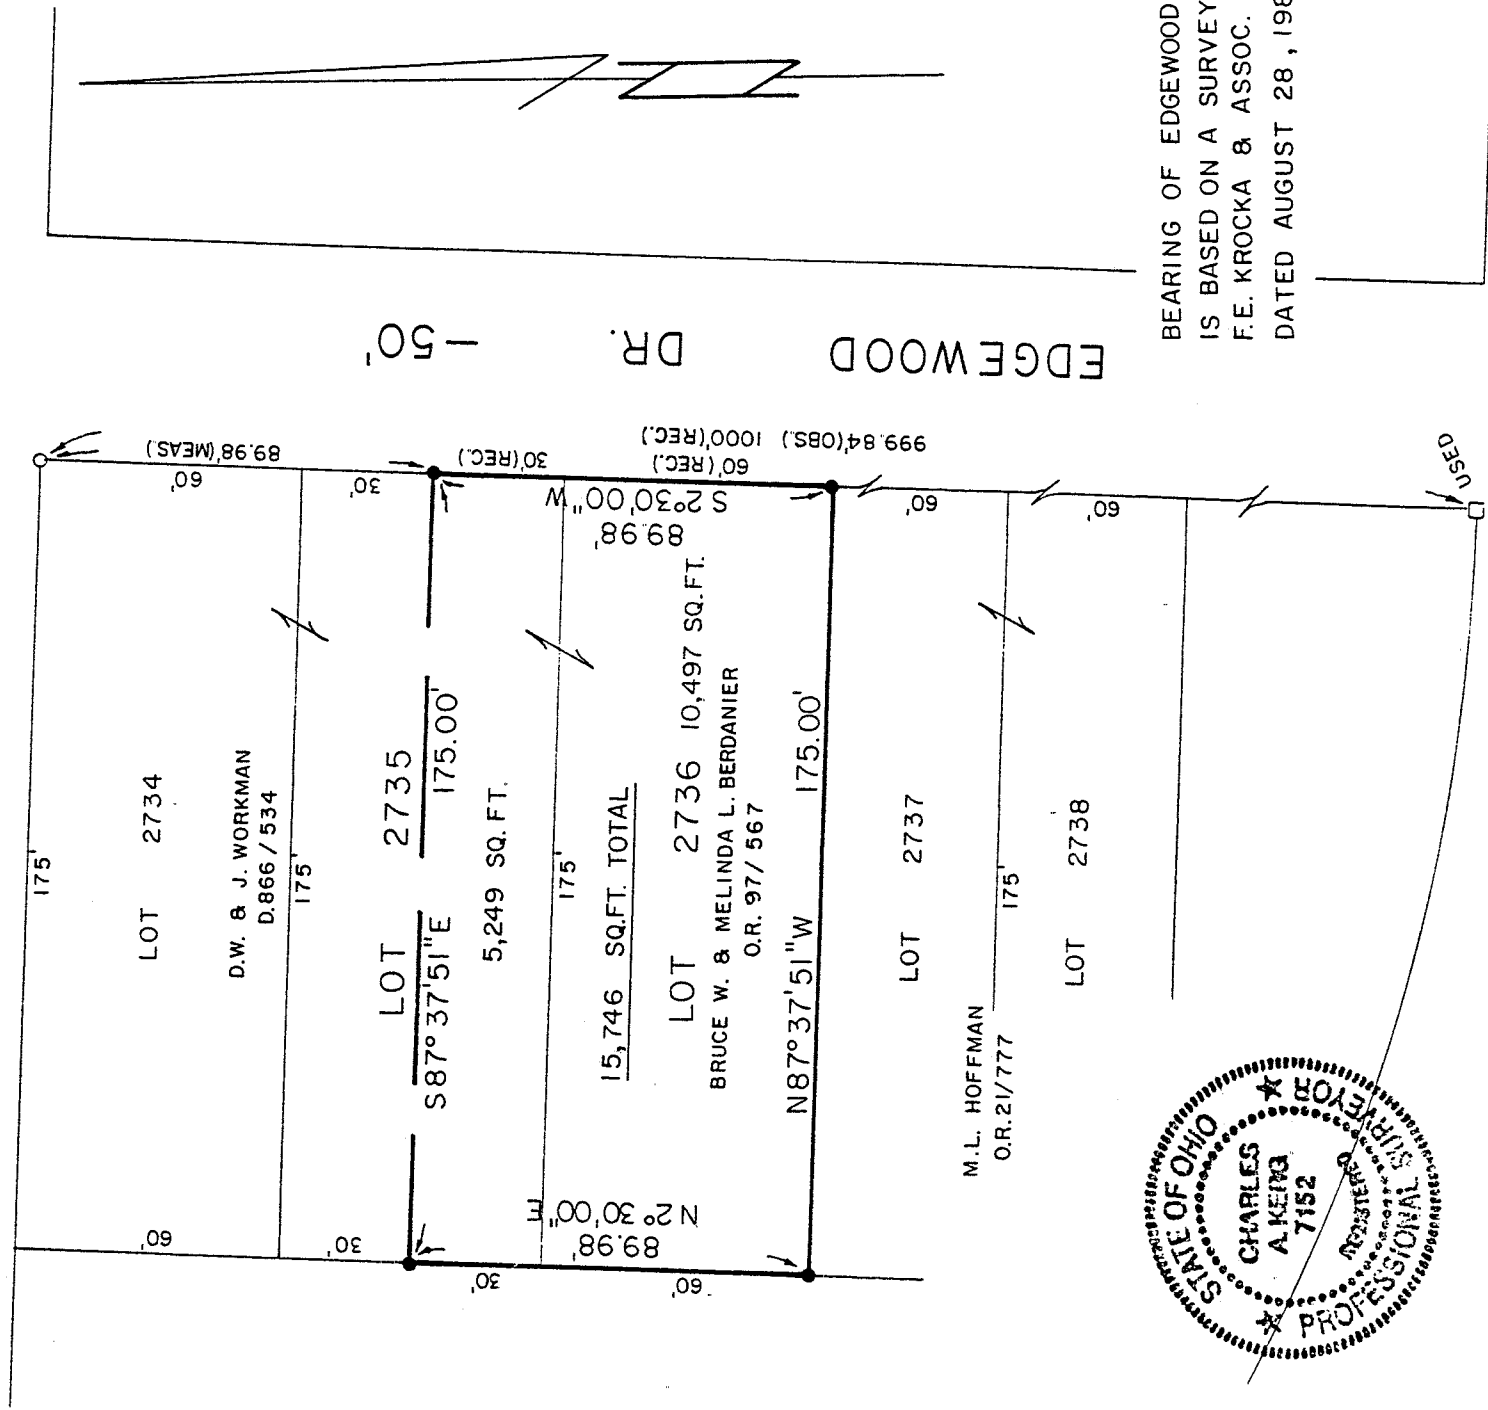 BEARING OF EDGEWOOD
IS BASED ON A SURVEY
F.E. KROCKA & ASSOC.
DATED AUGUST 28, 198
EDGEWOOD DR. -50'
999.84'(OBS.) 1000'(REC.)
89.98'(MEAS.)
30'(REC.)
60'(REC.)
S 2°30'00" W
89.98'
60'
30'
60'
60'
USED
175'
LOT 2734
D.W. & J. WORKMAN
D.866/534
175'
LOT 2735
S87°37'51"E 175.00'
5,249 SQ. FT.
175'
15,746 SQ.FT. TOTAL
LOT 2736 10,497 SQ. FT.
BRUCE W. & MELINDA L. BERDANIER
O.R. 97/567
N87°37'51"W 175.00'
LOT 2737
175'
M.L. HOFFMAN
O.R. 21/777
LOT 2738
60'
30'
N 2° 30' 00" E
89.98'
30'
60'
STATE OF OHIO
CHARLES
7152
REGISTERED
PROFESSIONAL SURVEYOR